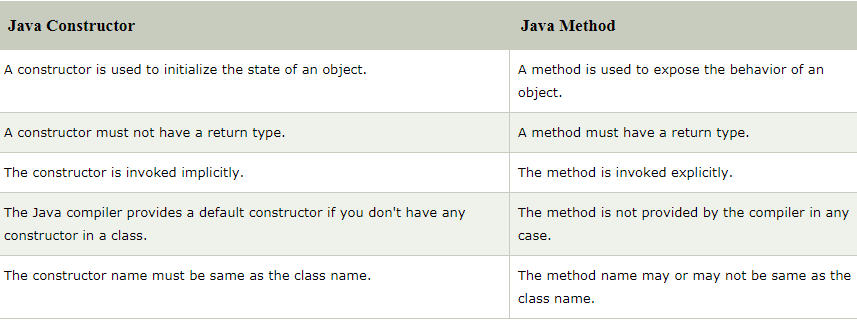 Java Constructor
Java Method
A constructor is used to initialize the state of an object.
A method is used to expose the behavior of an
object.
A constructor must not have a return type.
A method must have a return type.
The constructor is invoked implicitly.
The method is invoked explicitly.
The Java compiler provides a default constructor if you don't have any
constructor in a class.
The method is not provided by the compiler in any
case.
The constructor name must be same as the class name.
The method name may or may not be same as the
class name.